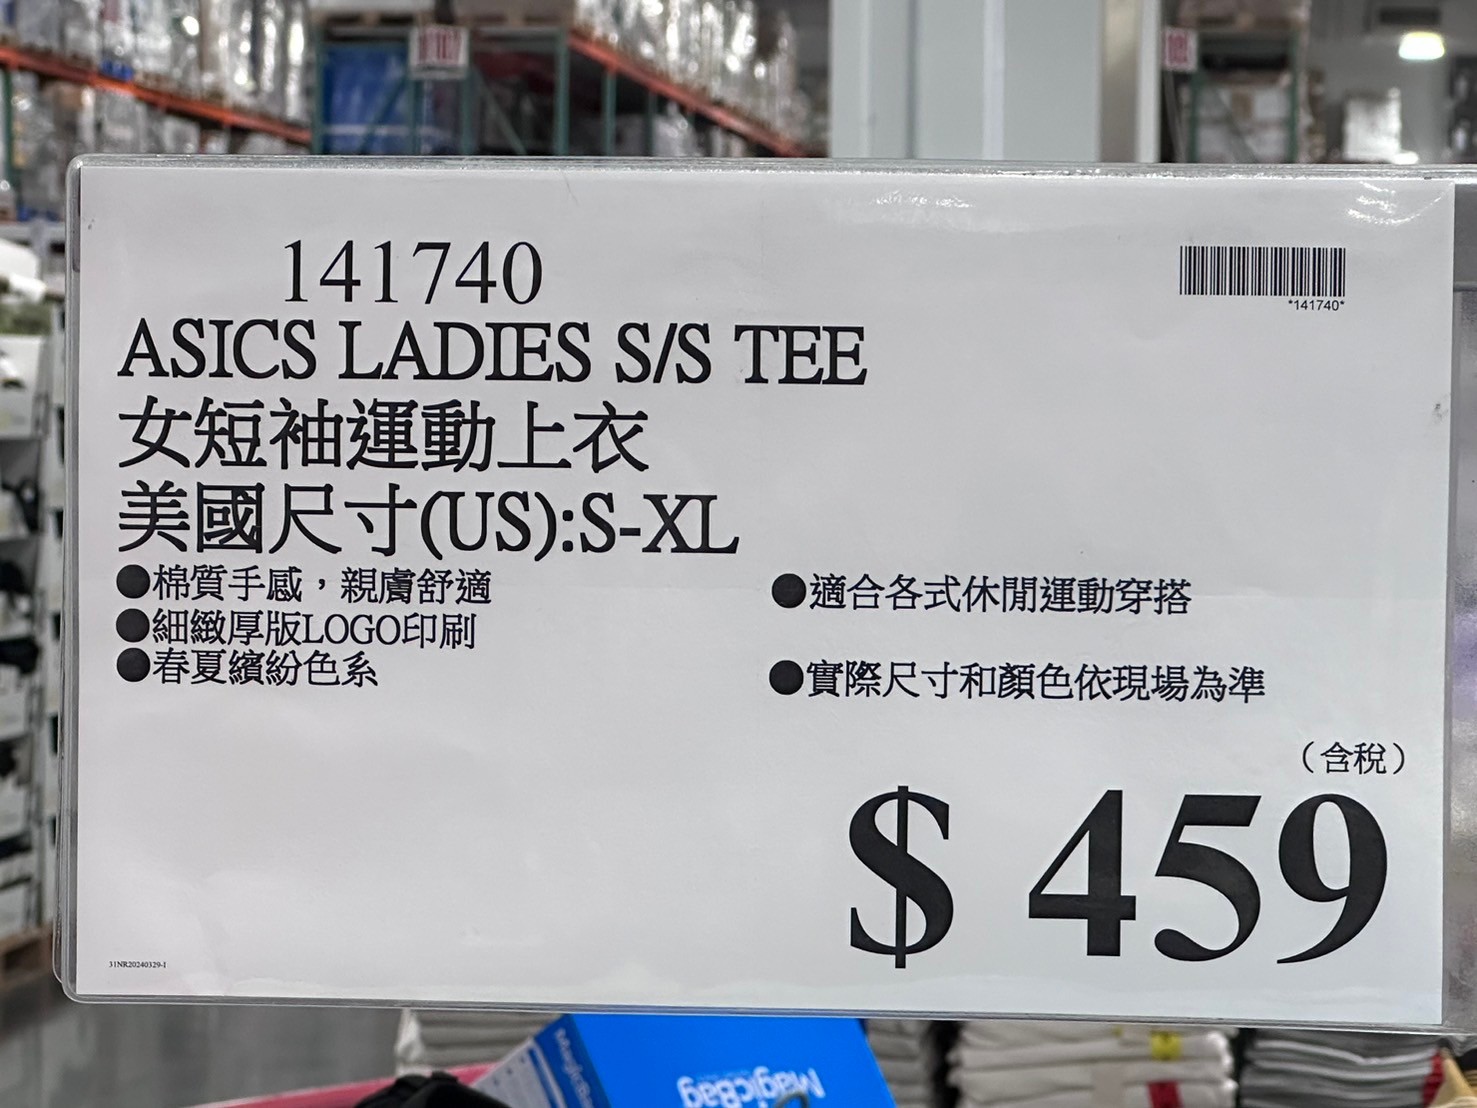 141740
*141740*
ASICS LADIES S/S TEE
女短袖運動上衣
美國尺寸(US):S-XL
●棉質手感，親膚舒適
●細緻厚版LOGO印刷
●春夏繽紛色系
●適合各式休閒運動穿搭
●實際尺寸和顏色依現場為準
（含稅）
$ 459
31NR20240329-1
MagicBag